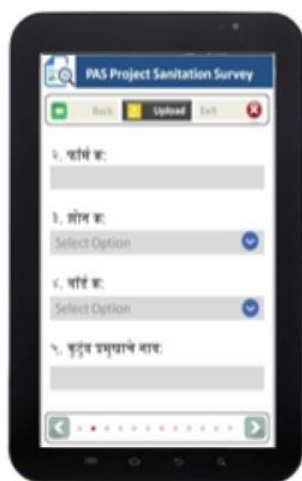 PAS Project Sanitation Survey
Back Upload Exit
२. फॉर्म क्र:
३. झोन क्र:
Select Option
४. वॉर्ड क्र:
Select Option
५. कुटुंब प्रमुखाचे नाव: